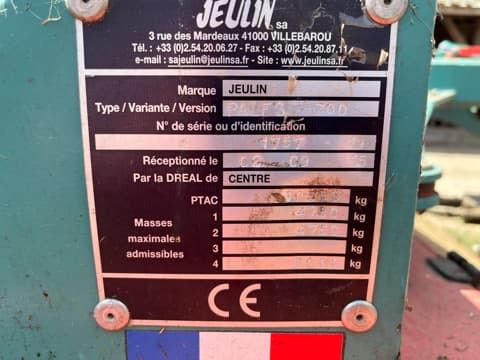 JEULIN sa
3 rue des Mardeaux 41000 VILLEBAROU
Tél. : +33 (0)2.54.20.06.27 - Fax : +33 (0)2.54.20.87.11
e-mail : sajeulin@jeulinsa.fr - Site : www.jeulinsa.fr
Marque JEULIN
Type / Variante / Version
N° de série ou d'identification
Réceptionné le
Par la DREAL de CENTRE
PTAC kg
Masses maximales admissibles
1 kg
2 kg
3 kg
4 kg
CE